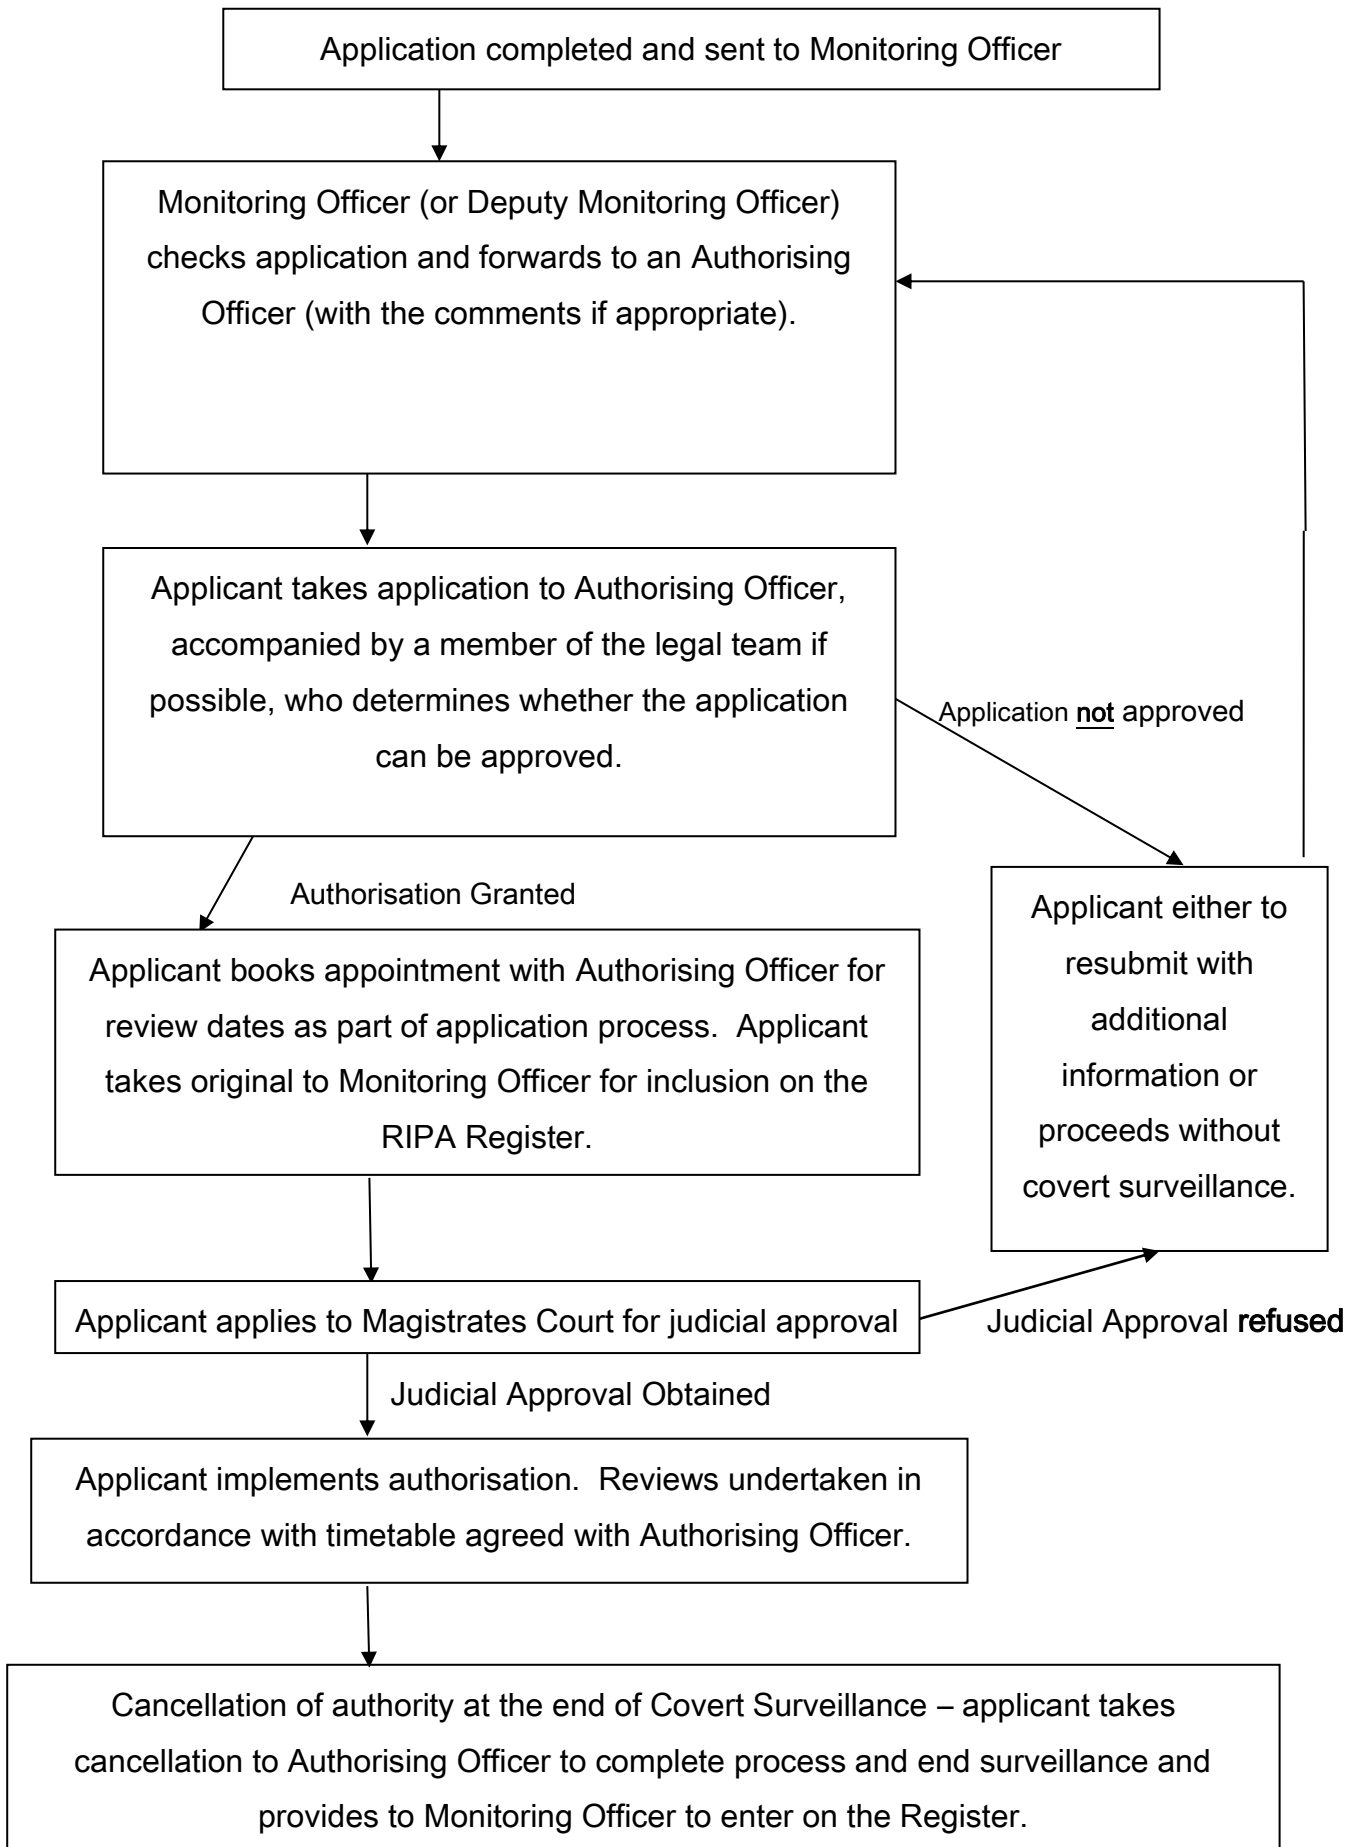 Application completed and sent to Monitoring Officer
Monitoring Officer (or Deputy Monitoring Officer)
checks application and forwards to an Authorising
Officer (with the comments if appropriate).
Applicant takes application to Authorising Officer,
accompanied by a member of the legal team if
possible, who determines whether the application
can be approved.
Application not approved
Authorisation Granted
Applicant either to
resubmit with
additional
information or
proceeds without
covert surveillance.
Applicant books appointment with Authorising Officer for
review dates as part of application process.  Applicant
takes original to Monitoring Officer for inclusion on the
RIPA Register.
Applicant applies to Magistrates Court for judicial approval
Judicial Approval refused
Judicial Approval Obtained
Applicant implements authorisation.  Reviews undertaken in
accordance with timetable agreed with Authorising Officer.
Cancellation of authority at the end of Covert Surveillance – applicant takes
cancellation to Authorising Officer to complete process and end surveillance and
provides to Monitoring Officer to enter on the Register.